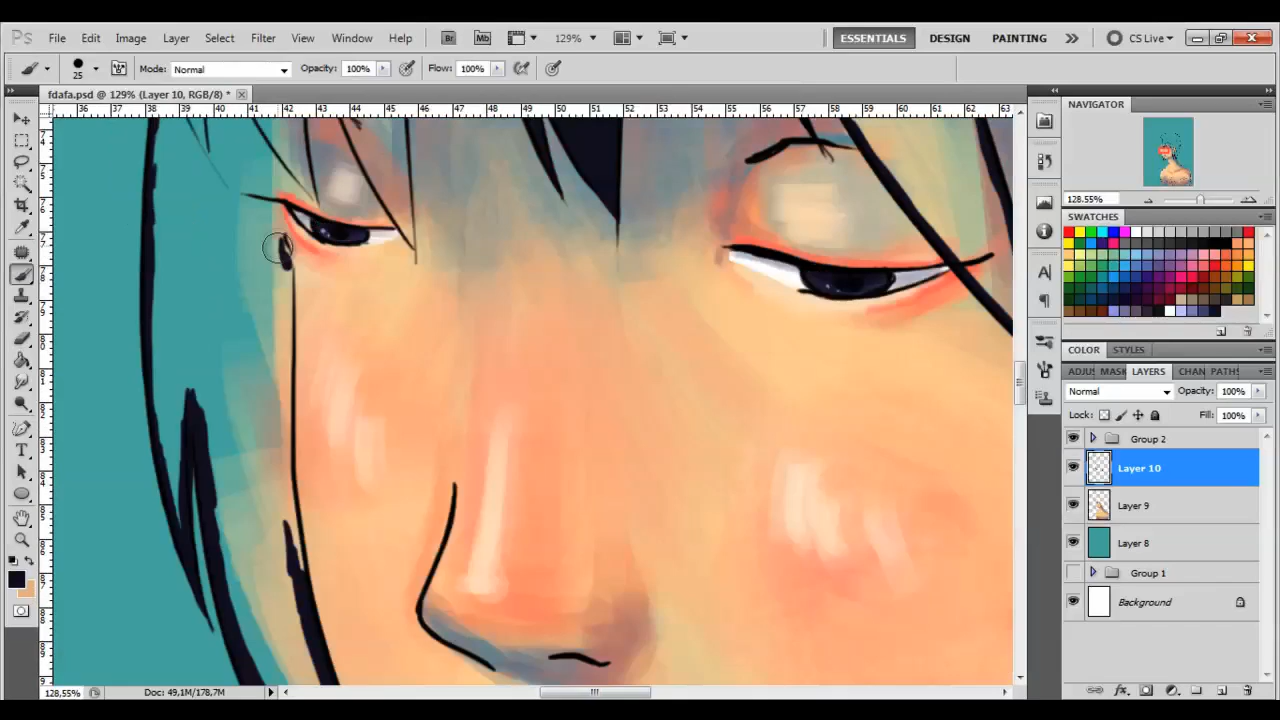 Ps File Edit Image Layer Select Filter View Window Help Br Mb 129% ESSENTIALS DESIGN PAINTING CS Live
25 Mode: Normal Opacity: 100% Flow: 100%
fdafa.psd @ 129% (Layer 10, RGB/8) *
36 37 38 39 40 41 42 43 44 45 46 47 48 49 50 51 52 53 54 55 56 57 58 59 60 61 62 63
NAVIGATOR
128.55%
SWATCHES
COLOR STYLES
ADJU MASK LAYERS CHAN PATHS
Normal Opacity: 100%
Lock: Fill: 100%
Group 2
Layer 10
Layer 9
Layer 8
Group 1
Background
128,55% Doc: 49,1M/178,7M